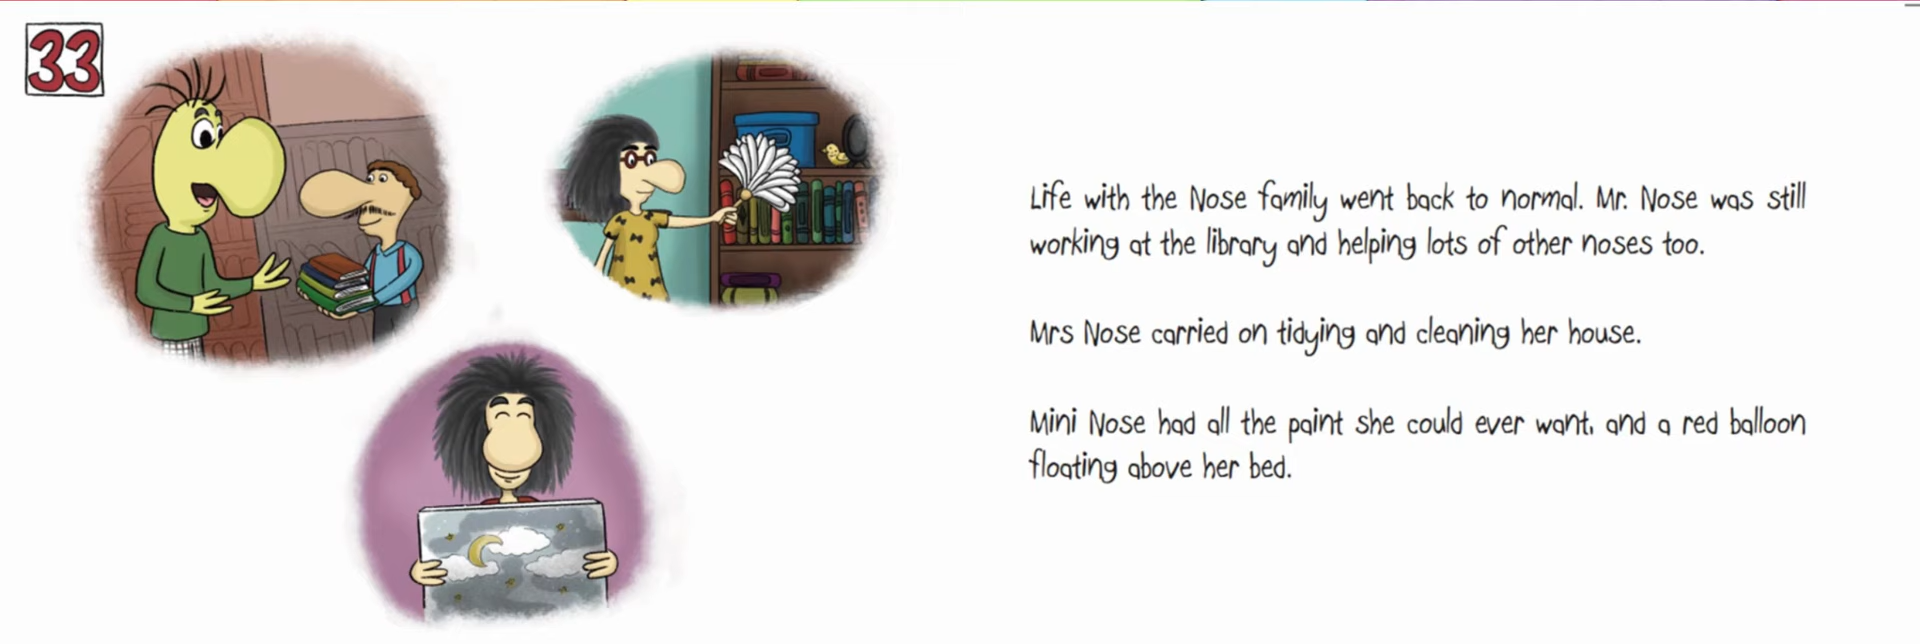 33
Life with the Nose family went back to normal. Mr. Nose was still
working at the library and helping lots of other noses too.
Mrs Nose carried on tidying and cleaning her house.
Mini Nose had all the paint she could ever want, and a red balloon
floating above her bed.